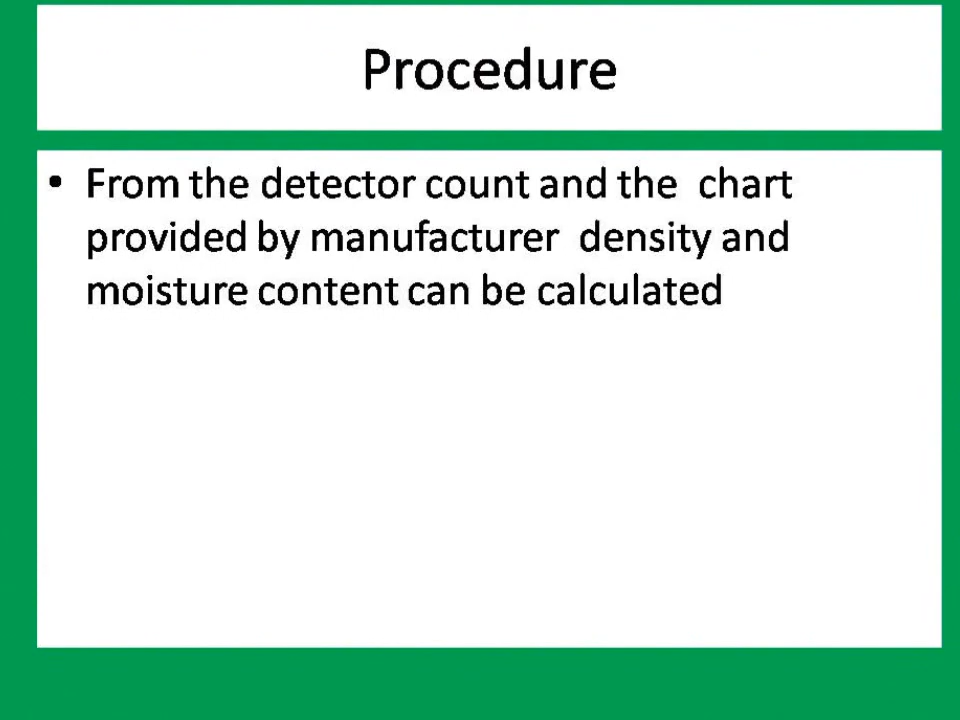 Procedure
• From the detector count and the  chart
provided by manufacturer  density and
moisture content can be calculated